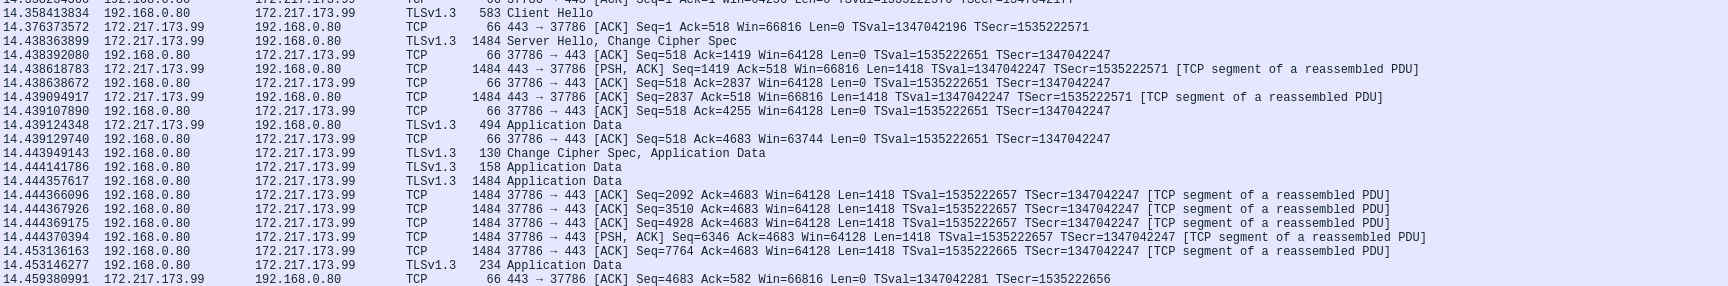 14.358413834 192.168.0.80 172.217.173.99 TLSv1.3 583 Client Hello
14.376373572 172.217.173.99 192.168.0.80 TCP 66 443 → 37786 [ACK] Seq=1 Ack=518 Win=66816 Len=0 TSval=1347042196 TSecr=1535222571
14.438363899 172.217.173.99 192.168.0.80 TLSv1.3 1484 Server Hello, Change Cipher Spec
14.438392080 192.168.0.80 172.217.173.99 TCP 66 37786 → 443 [ACK] Seq=518 Ack=1419 Win=64128 Len=0 TSval=1535222651 TSecr=1347042247
14.438618783 172.217.173.99 192.168.0.80 TCP 1484 443 → 37786 [PSH, ACK] Seq=1419 Ack=518 Win=66816 Len=1418 TSval=1347042247 TSecr=1535222571 [TCP segment of a reassembled PDU]
14.438638672 192.168.0.80 172.217.173.99 TCP 66 37786 → 443 [ACK] Seq=518 Ack=2837 Win=64128 Len=0 TSval=1535222651 TSecr=1347042247
14.439094917 172.217.173.99 192.168.0.80 TCP 1484 443 → 37786 [ACK] Seq=2837 Ack=518 Win=66816 Len=1418 TSval=1347042247 TSecr=1535222571 [TCP segment of a reassembled PDU]
14.439107890 192.168.0.80 172.217.173.99 TCP 66 37786 → 443 [ACK] Seq=518 Ack=4255 Win=64128 Len=0 TSval=1535222651 TSecr=1347042247
14.439124348 172.217.173.99 192.168.0.80 TLSv1.3 494 Application Data
14.439129740 192.168.0.80 172.217.173.99 TCP 66 37786 → 443 [ACK] Seq=518 Ack=4683 Win=63744 Len=0 TSval=1535222651 TSecr=1347042247
14.443949143 192.168.0.80 172.217.173.99 TLSv1.3 130 Change Cipher Spec, Application Data
14.444141786 192.168.0.80 172.217.173.99 TLSv1.3 158 Application Data
14.444357617 192.168.0.80 172.217.173.99 TLSv1.3 1484 Application Data
14.444366096 192.168.0.80 172.217.173.99 TCP 1484 37786 → 443 [ACK] Seq=2092 Ack=4683 Win=64128 Len=1418 TSval=1535222657 TSecr=1347042247 [TCP segment of a reassembled PDU]
14.444367926 192.168.0.80 172.217.173.99 TCP 1484 37786 → 443 [ACK] Seq=3510 Ack=4683 Win=64128 Len=1418 TSval=1535222657 TSecr=1347042247 [TCP segment of a reassembled PDU]
14.444369175 192.168.0.80 172.217.173.99 TCP 1484 37786 → 443 [ACK] Seq=4928 Ack=4683 Win=64128 Len=1418 TSval=1535222657 TSecr=1347042247 [TCP segment of a reassembled PDU]
14.444370394 192.168.0.80 172.217.173.99 TCP 1484 37786 → 443 [PSH, ACK] Seq=6346 Ack=4683 Win=64128 Len=1418 TSval=1535222657 TSecr=1347042247 [TCP segment of a reassembled PDU]
14.453136163 192.168.0.80 172.217.173.99 TCP 1484 37786 → 443 [ACK] Seq=7764 Ack=4683 Win=64128 Len=1418 TSval=1535222665 TSecr=1347042247 [TCP segment of a reassembled PDU]
14.453146277 192.168.0.80 172.217.173.99 TLSv1.3 234 Application Data
14.459380991 172.217.173.99 192.168.0.80 TCP 66 443 → 37786 [ACK] Seq=4683 Ack=582 Win=66816 Len=0 TSval=1347042281 TSecr=1535222656